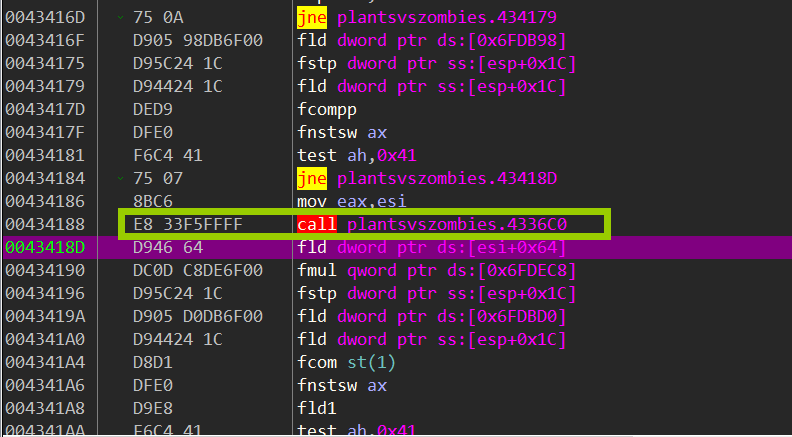 0043416D 75 0A jne plantsvszombies.434179
0043416F D905 98DB6F00 fld dword ptr ds:[0x6FDB98]
00434175 D95C24 1C fstp dword ptr ss:[esp+0x1C]
00434179 D94424 1C fld dword ptr ss:[esp+0x1C]
0043417D DED9 fcompp
0043417F DFE0 fnstsw ax
00434181 F6C4 41 test ah,0x41
00434184 75 07 jne plantsvszombies.43418D
00434186 8BC6 mov eax,esi
00434188 E8 33F5FFFF call plantsvszombies.4336C0
0043418D D946 64 fld dword ptr ds:[esi+0x64]
00434190 DC0D C8DE6F00 fmul qword ptr ds:[0x6FDEC8]
00434196 D95C24 1C fstp dword ptr ss:[esp+0x1C]
0043419A D905 D0DB6F00 fld dword ptr ds:[0x6FDBD0]
004341A0 D94424 1C fld dword ptr ss:[esp+0x1C]
004341A4 D8D1 fcom st(1)
004341A6 DFE0 fnstsw ax
004341A8 D9E8 fld1
004341AA F6C4 41 test ah,0x41